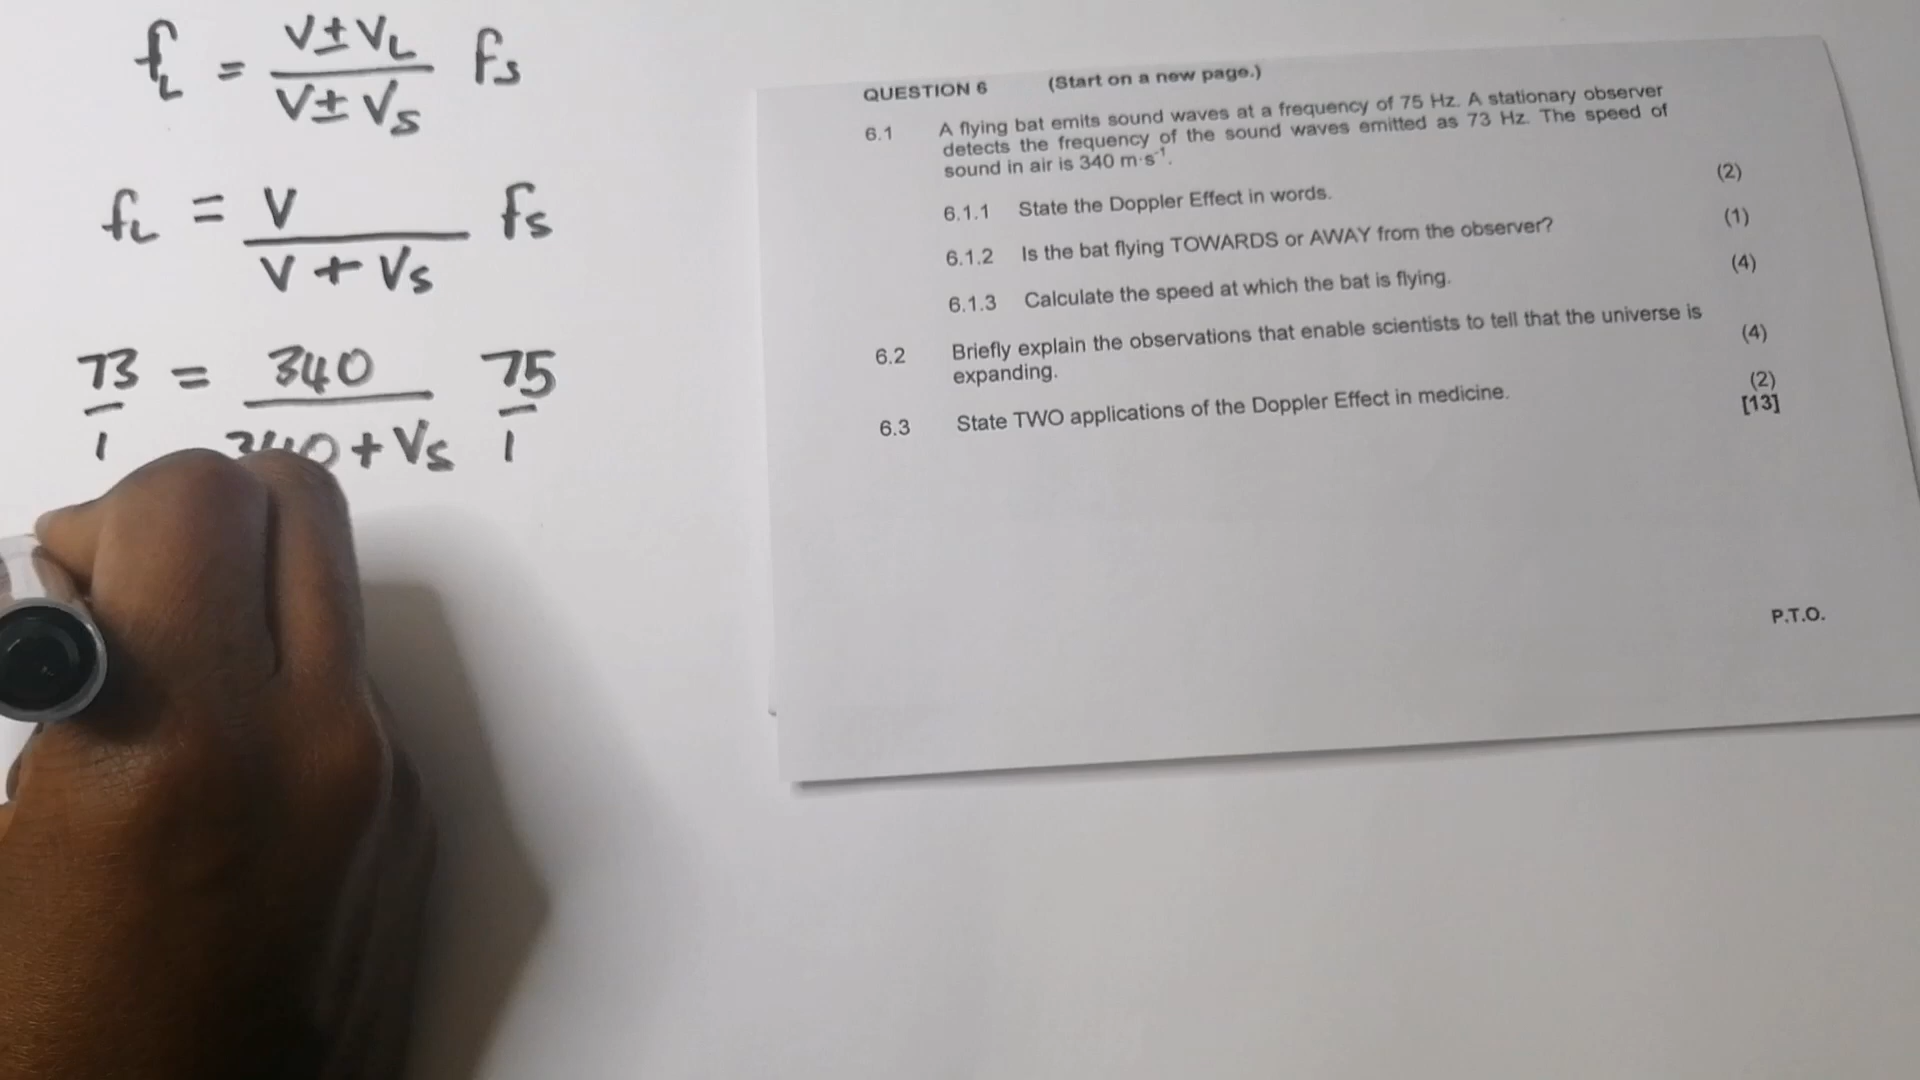 fL = V ± VL / V ± Vs fs
fL = V / V + Vs fs
73/1 = 340 / 340 + Vs 75/1
QUESTION 6 (Start on a new page.)
6.1 A flying bat emits sound waves at a frequency of 75 Hz. A stationary observer
detects the frequency of the sound waves emitted as 73 Hz. The speed of
sound in air is 340 m·s⁻¹.
6.1.1 State the Doppler Effect in words. (2)
6.1.2 Is the bat flying TOWARDS or AWAY from the observer? (1)
6.1.3 Calculate the speed at which the bat is flying. (4)
6.2 Briefly explain the observations that enable scientists to tell that the universe is
expanding. (4)
6.3 State TWO applications of the Doppler Effect in medicine. (2)
[13]
P.T.O.